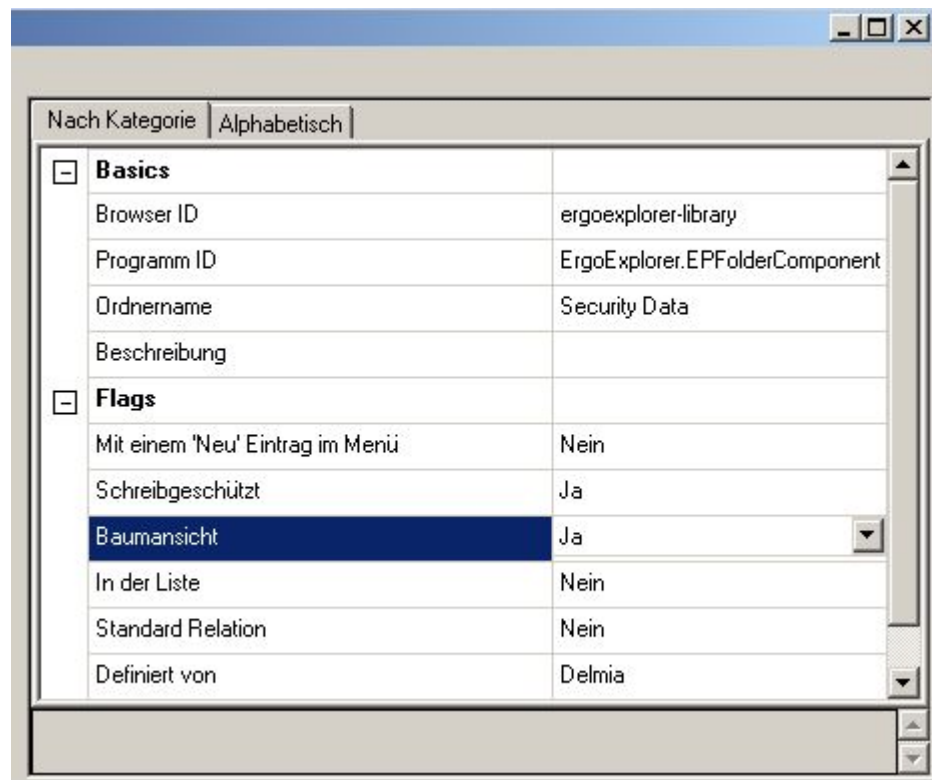 Nach Kategorie Alphabetisch
Basics
Browser ID ergoexplorer-library
Programm ID ErgoExplorer.EPFolderComponent
Ordnername Security Data
Beschreibung
Flags
Mit einem 'Neu' Eintrag im Menü Nein
Schreibgeschützt Ja
Baumansicht Ja
In der Liste Nein
Standard Relation Nein
Definiert von Delmia